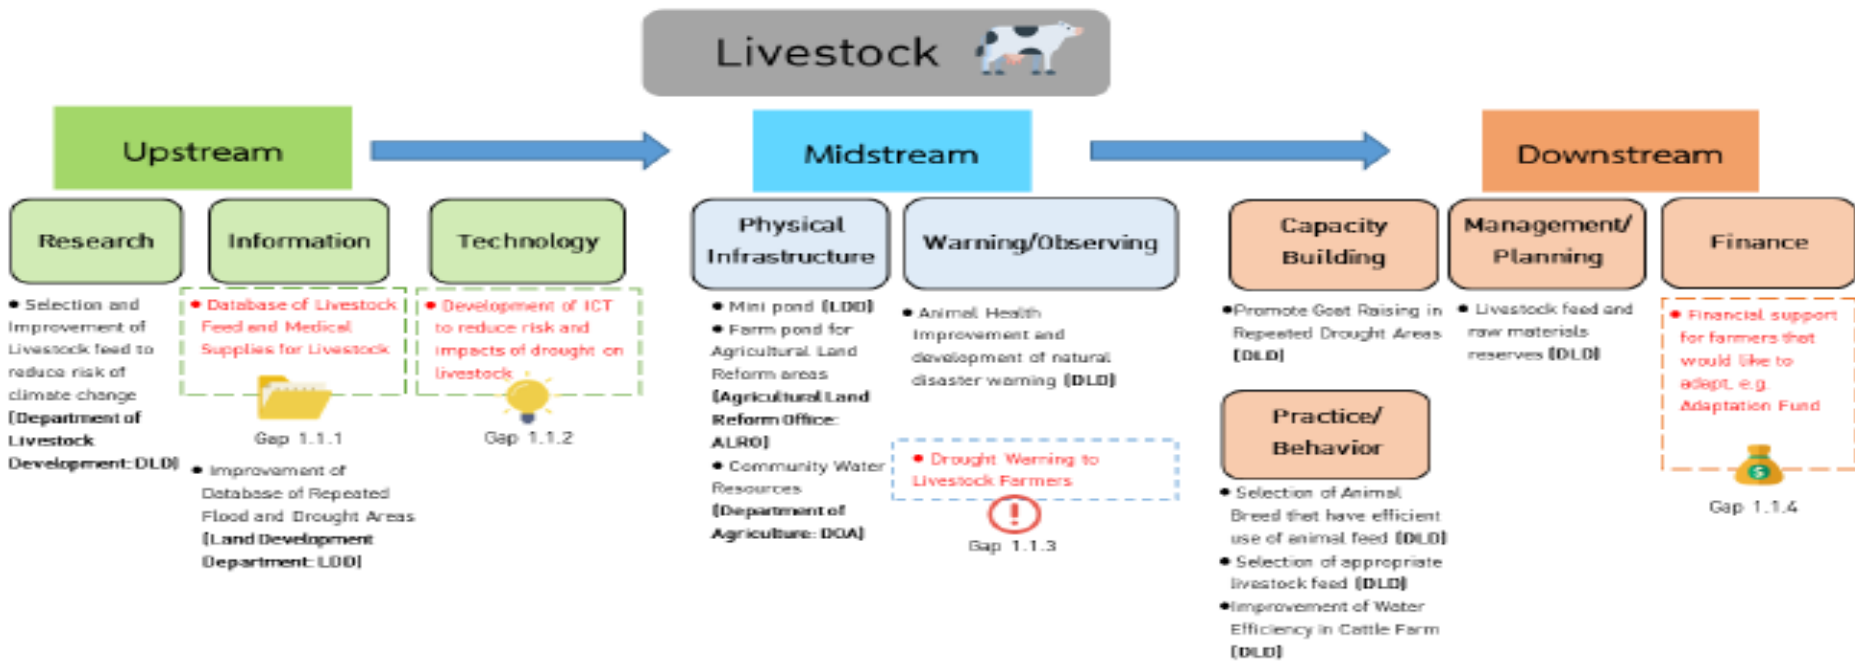 Livestock
Upstream
Midstream
Downstream
Research
Information
Technology
Physical
Infrastructure
Warning/Observing
Capacity
Building
Management/
Planning
Finance
● Selection and
Improvement of
Livestock feed to
reduce risk of
climate change
[Department of
Livestock
Development: DLD]
● Database of Livestock
Feed and Medical
Supplies for Livestock
Gap 1.1.1
● Improvement of
Database of Repeated
Flood and Drought Areas
[Land Development
Department: LDD]
● Development of ICT
to reduce risk and
impacts of drought on
livestock
Gap 1.1.2
● Mini pond [LDD]
● Farm pond for
Agricultural Land
Reform areas
[Agricultural Land
Reform Office:
ALRO]
● Community Water
Resources
[Department of
Agriculture: DOA]
● Animal Health
Improvement and
development of natural
disaster warning [DLD]
● Drought Warning to
Livestock Farmers
Gap 1.1.3
●Promote Goat Raising in
Repeated Drought Areas
[DLD]
Practice/
Behavior
● Selection of Animal
Breed that have efficient
use of animal feed [DLD]
● Selection of appropriate
livestock feed [DLD]
●Improvement of Water
Efficiency in Cattle Farm
[DLD]
● Livestock feed and
raw materials
reserves [DLD]
● Financial support
for farmers that
would like to
adapt, e.g.
Adaptation Fund
Gap 1.1.4